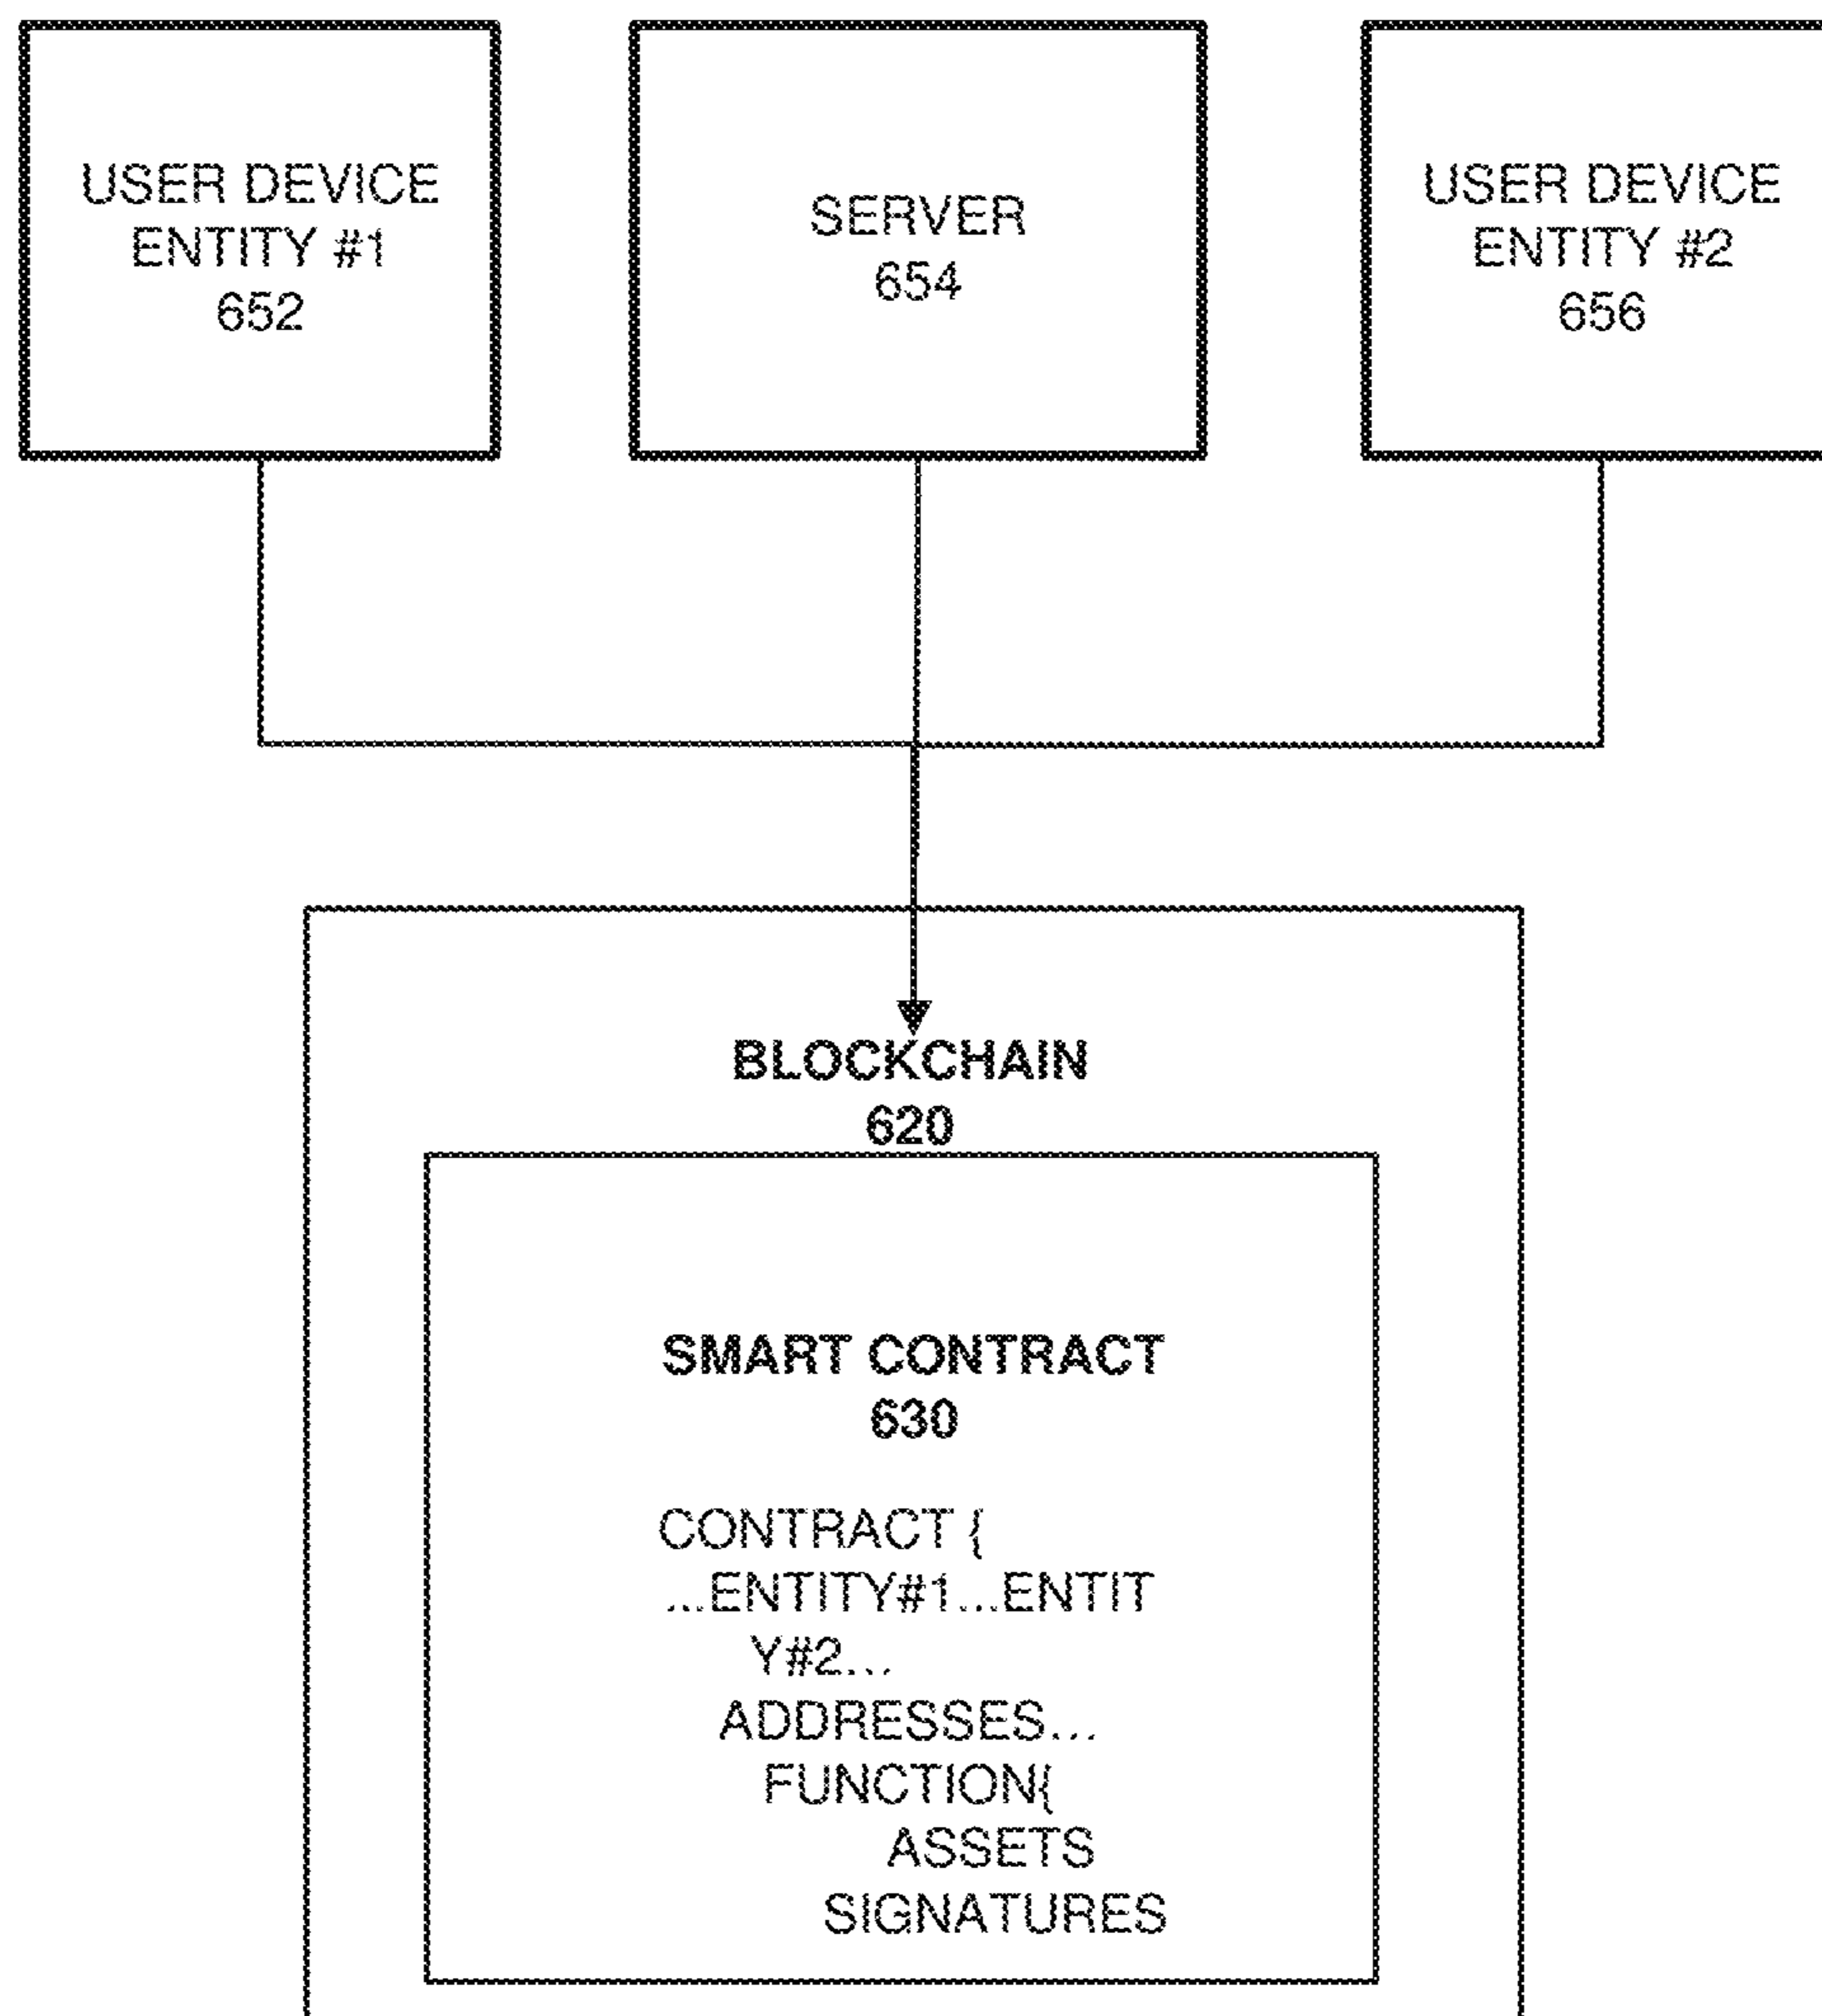 USER DEVICE
ENTITY #1
652
SERVER
654
USER DEVICE
ENTITY #2
656
BLOCKCHAIN
620
SMART CONTRACT
630
CONTRACT {
...ENTITY#1...ENTIT
Y#2...
ADDRESSES...
FUNCTION{
ASSETS
SIGNATURES